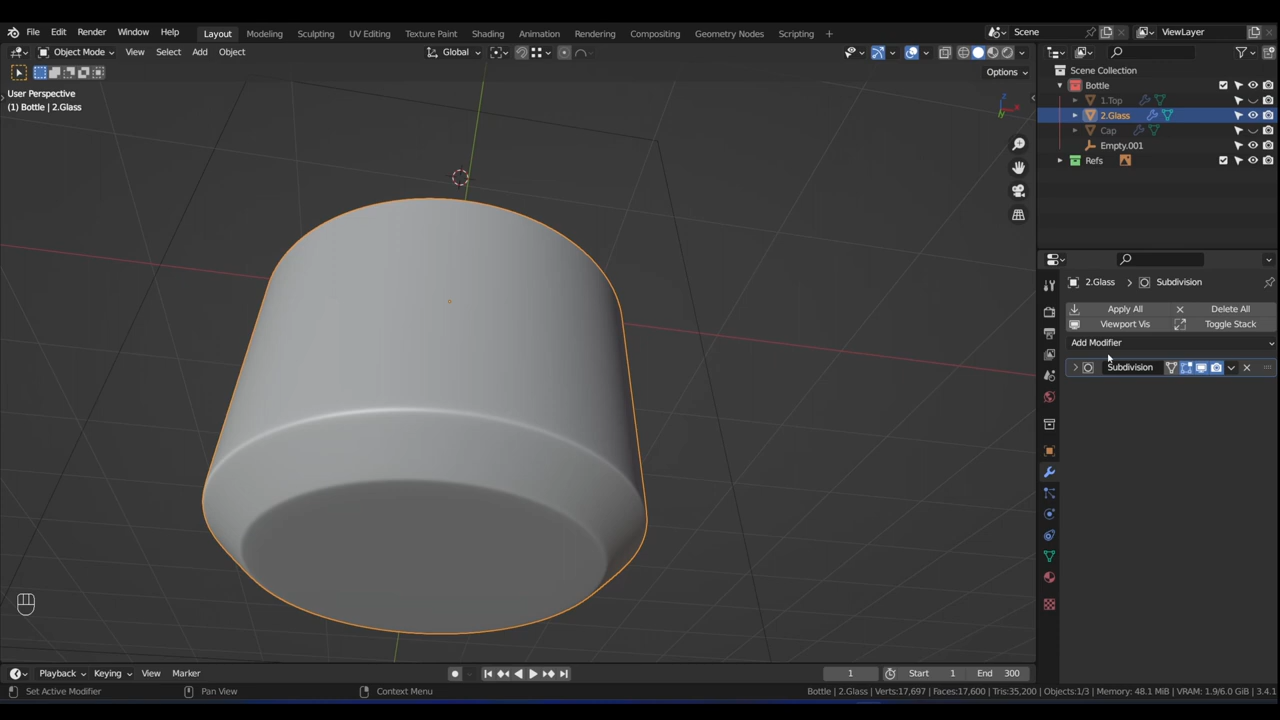 File Edit Render Window Help Layout Modeling Sculpting UV Editing Texture Paint Shading Animation Rendering Compositing Geometry Nodes Scripting + Scene ViewLayer
Object Mode View Select Add Object Global
Options
User Perspective
(1) Bottle | 2.Glass
Scene Collection
Bottle
1.Top
2.Glass
Cap
Empty.001
Refs
2.Glass > Subdivision
Apply All Delete All
Viewport Vis Toggle Stack
Add Modifier
Subdivision
Playback Keying View Marker 1 Start 1 End 300
Set Active Modifier Pan View Context Menu Bottle | 2.Glass | Verts:17,697 | Faces:17,600 | Tris:35,200 | Objects:1/3 | Memory: 48.1 MiB | VRAM: 1.9/6.0 GiB | 3.4.1